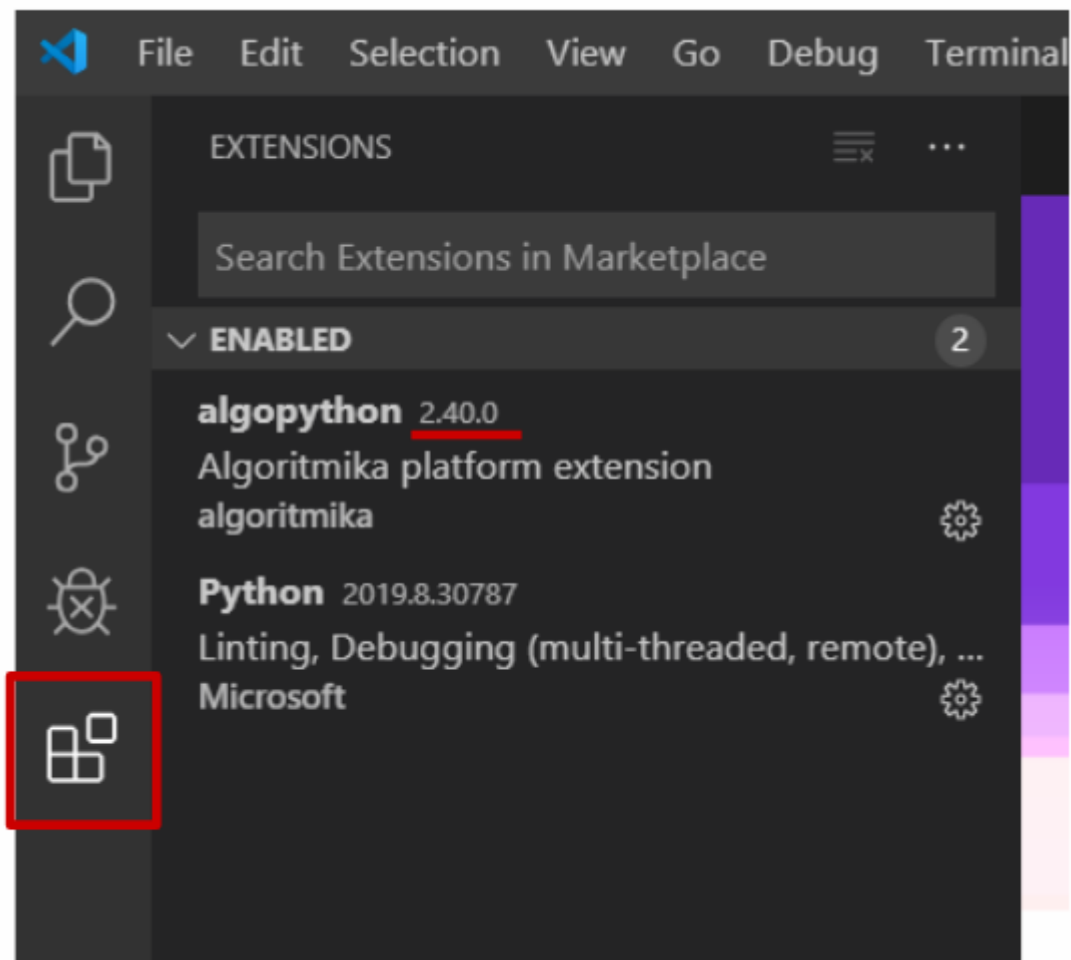 File Edit Selection View Go Debug Terminal
EXTENSIONS
Search Extensions in Marketplace
ENABLED 2
algopython 2.40.0
Algoritmika platform extension
algoritmika
Python 2019.8.30787
Linting, Debugging (multi-threaded, remote), ...
Microsoft